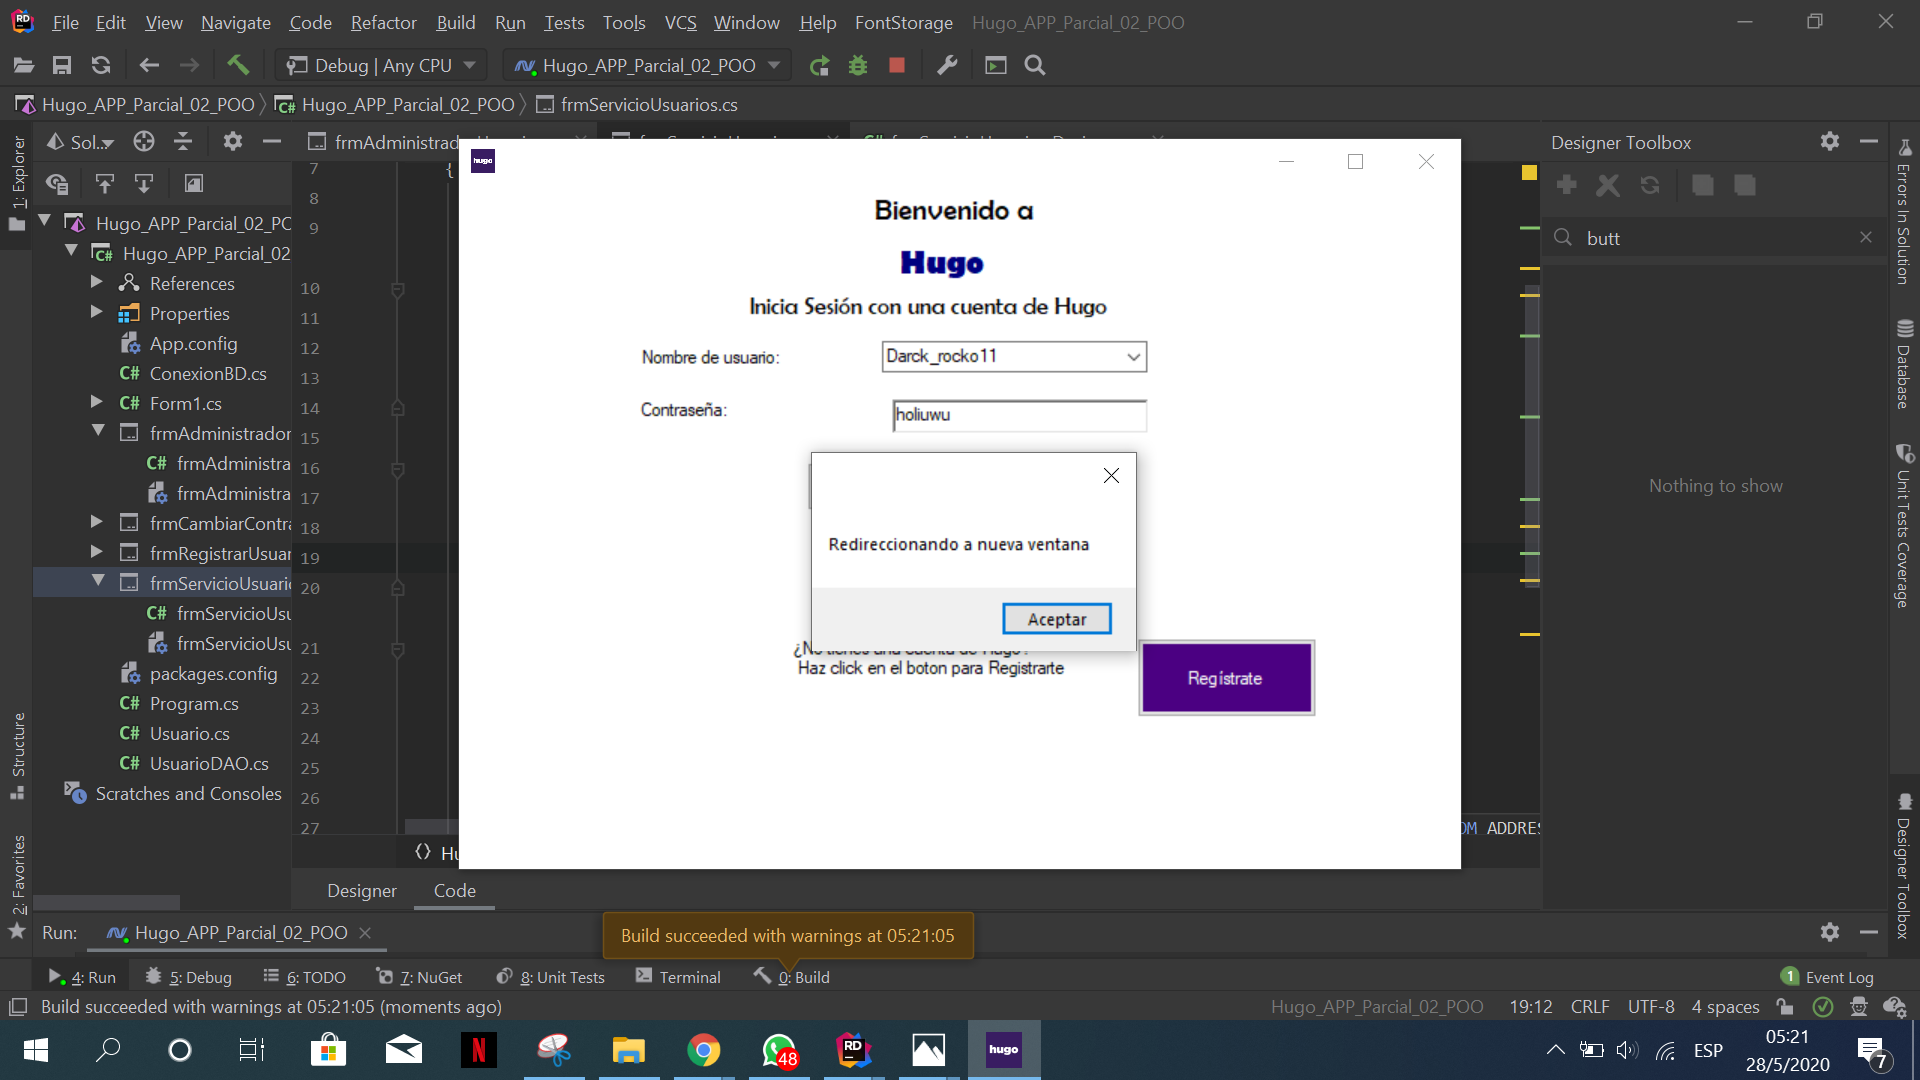 File Edit View Navigate Code Refactor Build Run Tests Tools VCS Window Help FontStorage Hugo_APP_Parcial_02_POO
Debug | Any CPU Hugo_APP_Parcial_02_POO
Hugo_APP_Parcial_02_POO Hugo_APP_Parcial_02_POO frmServicioUsuarios.cs
1: Explorer
Structure
2: Favorites
Sol...
Hugo_APP_Parcial_02_PO
Hugo_APP_Parcial_02
References
Properties
App.config
ConexionBD.cs
Form1.cs
frmAdministrador
frmAdministra
frmAdministra
frmCambiarContra
frmRegistrarUsuar
frmServicioUsuario
frmServicioUsu
frmServicioUsu
packages.config
Program.cs
Usuario.cs
UsuarioDAO.cs
Scratches and Consoles
frmAdministrad
7 {
8
9
10
11
12
13
14
15
16
17
18
19
20
21
22
23
24
25
26
27
OM ADDRES
Hu
Designer Code
hugo
Bienvenido a
Hugo
Inicia Sesión con una cuenta de Hugo
Nombre de usuario: Darck_rocko11
Contraseña: holiuwu
Redireccionando a nueva ventana
Aceptar
¿No tienes una cuenta de Hugo?
Haz click en el boton para Registrarte
Registrate
Designer Toolbox
butt
Nothing to show
Errors In Solution
Database
Unit Tests Coverage
Designer Toolbox
Run: Hugo_APP_Parcial_02_POO
Build succeeded with warnings at 05:21:05
4: Run 5: Debug 6: TODO 7: NuGet 8: Unit Tests Terminal 0: Build 1 Event Log
Build succeeded with warnings at 05:21:05 (moments ago) Hugo_APP_Parcial_02_POO 19:12 CRLF UTF-8 4 spaces
48
RD
hugo
ESP
05:21
28/5/2020
7